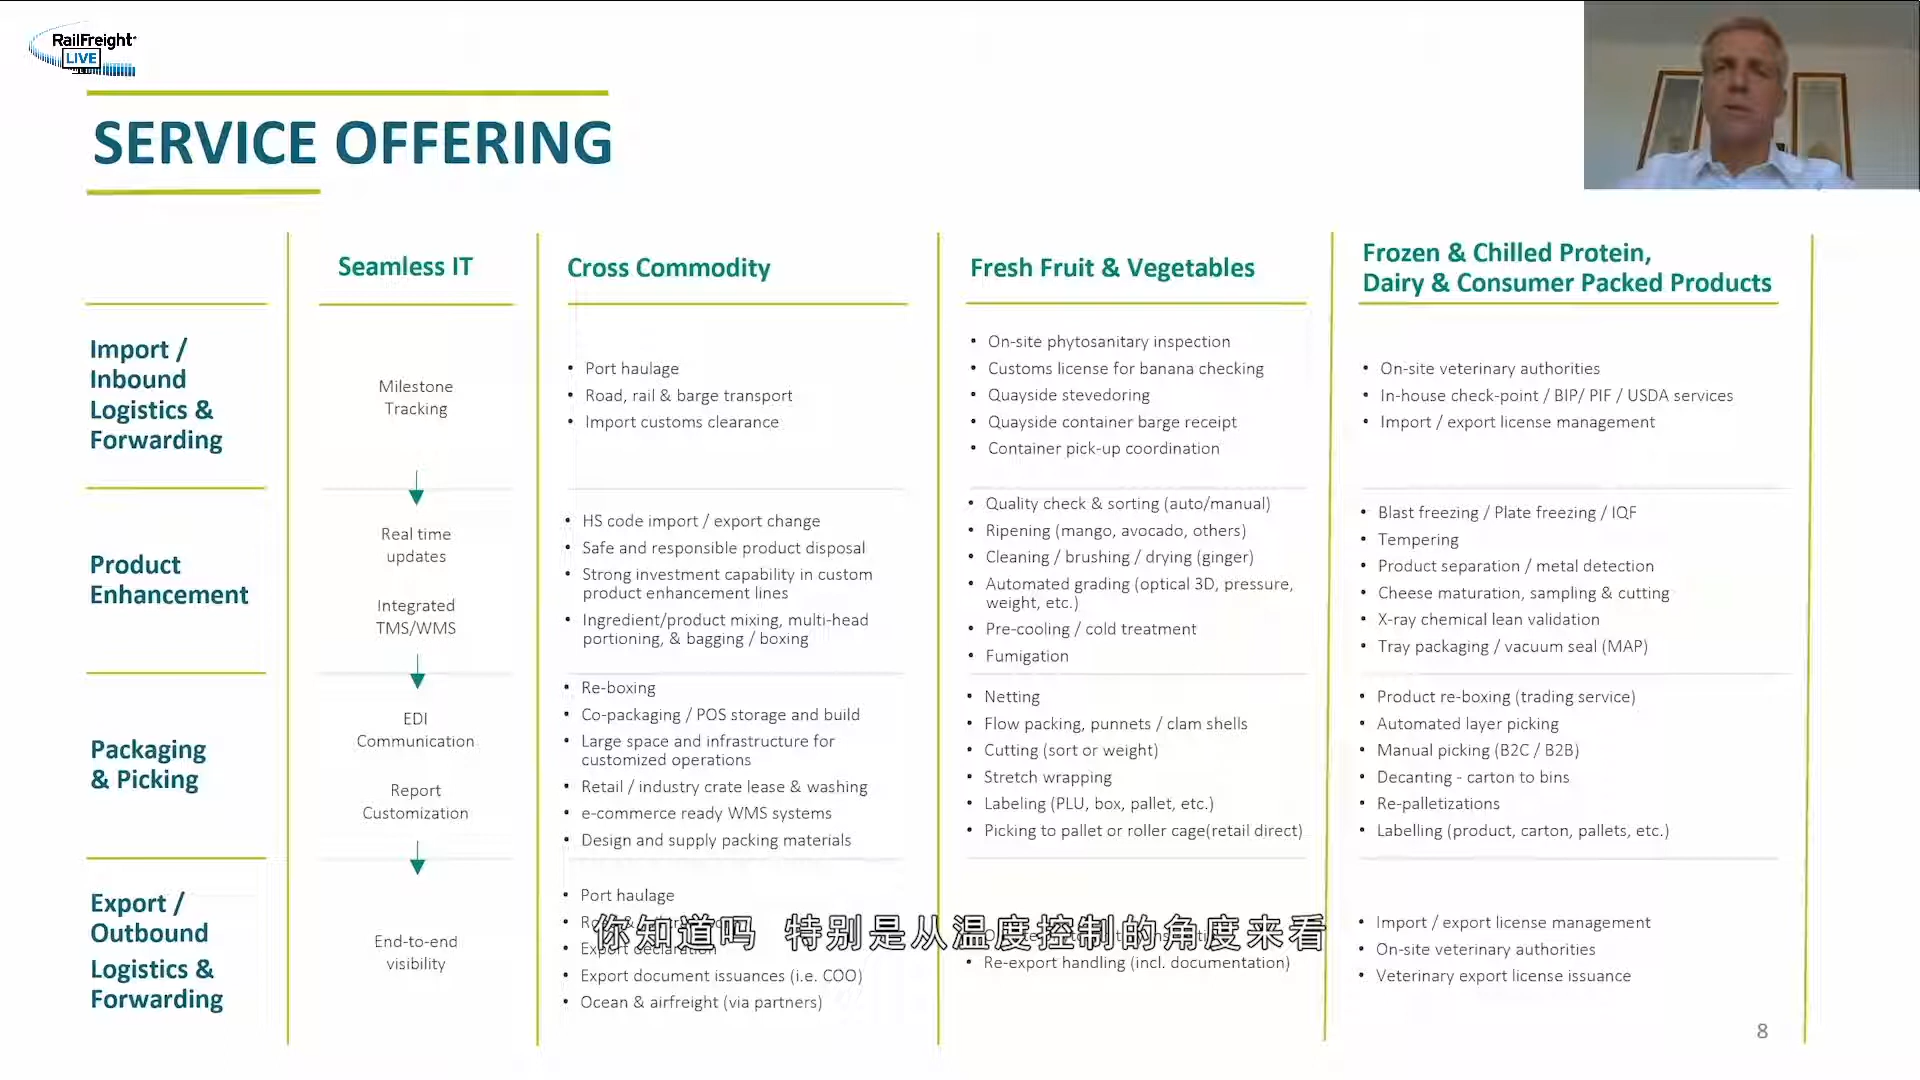 RailFreight
LIVE
SERVICE OFFERING
Seamless IT
Cross Commodity
Fresh Fruit & Vegetables
Frozen & Chilled Protein,
Dairy & Consumer Packed Products
Import /
Inbound
Logistics &
Forwarding
Milestone
Tracking
• Port haulage
• Road, rail & barge transport
• Import customs clearance
• On-site phytosanitary inspection
• Customs license for banana checking
• Quayside stevedoring
• Quayside container barge receipt
• Container pick-up coordination
• On-site veterinary authorities
• In-house check-point / BIP/ PIF / USDA services
• Import / export license management
Product
Enhancement
Real time
updates
Integrated
TMS/WMS
• HS code import / export change
• Safe and responsible product disposal
• Strong investment capability in custom
product enhancement lines
• Ingredient/product mixing, multi-head
portioning, & bagging / boxing
• Quality check & sorting (auto/manual)
• Ripening (mango, avocado, others)
• Cleaning / brushing / drying (ginger)
• Automated grading (optical 3D, pressure,
weight, etc.)
• Pre-cooling / cold treatment
• Fumigation
• Blast freezing / Plate freezing / IQF
• Tempering
• Product separation / metal detection
• Cheese maturation, sampling & cutting
• X-ray chemical lean validation
• Tray packaging / vacuum seal (MAP)
Packaging
& Picking
EDI
Communication
Report
Customization
• Re-boxing
• Co-packaging / POS storage and build
• Large space and infrastructure for
customized operations
• Retail / industry crate lease & washing
• e-commerce ready WMS systems
• Design and supply packing materials
• Netting
• Flow packing, punnets / clam shells
• Cutting (sort or weight)
• Stretch wrapping
• Labeling (PLU, box, pallet, etc.)
• Picking to pallet or roller cage(retail direct)
• Product re-boxing (trading service)
• Automated layer picking
• Manual picking (B2C / B2B)
• Decanting - carton to bins
• Re-palletizations
• Labelling (product, carton, pallets, etc.)
Export /
Outbound
Logistics &
Forwarding
End-to-end
visibility
• Port haulage
• Export declaration
• Export document issuances (i.e. COO)
• Ocean & airfreight (via partners)
• Re-export handling (incl. documentation)
• Import / export license management
• On-site veterinary authorities
• Veterinary export license issuance
你知道吗 特别是从温度控制的角度来看
8